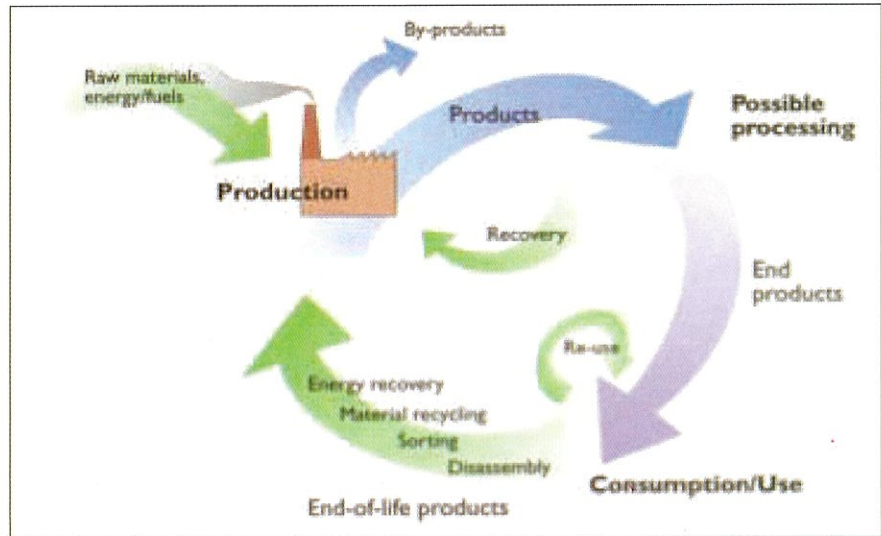 By-products
Raw materials,
energy/fuels
Products
Possible
processing
Production
Recovery
End
products
Re-use
Energy recovery
Material recycling
Sorting
Disassembly
Consumption/Use
End-of-life products